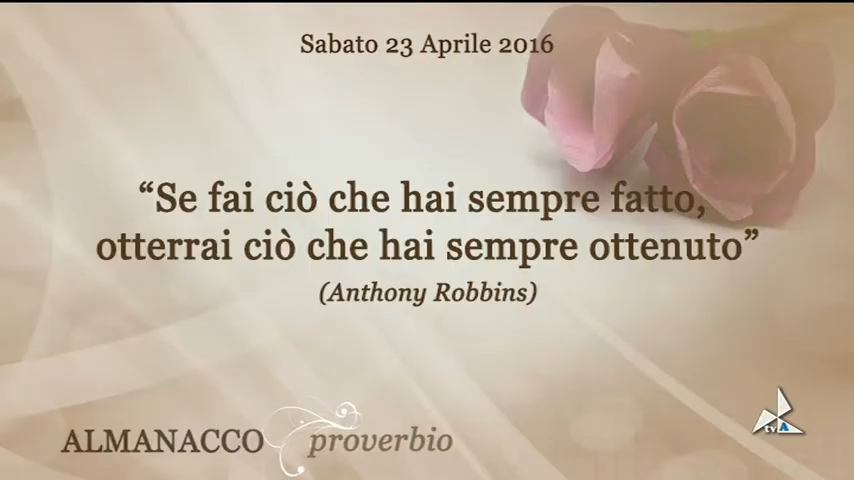 Sabato 23 Aprile 2016
“Se fai ciò che hai sempre fatto,
otterrai ciò che hai sempre ottenuto”
(Anthony Robbins)
ALMANACCO proverbio
tvA